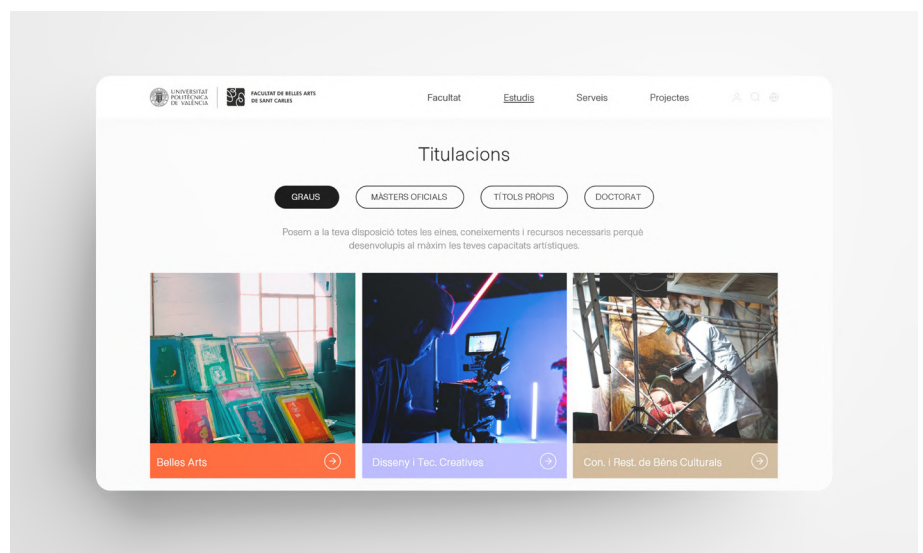 UNIVERSITAT
POLITÈCNICA
DE VALÈNCIA
FACULTAT DE BELLES ARTS
DE SANT CARLES
Facultat
Estudis
Serveis
Projectes
Titulacions
GRAUS
MÀSTERS OFICIALS
TÍTOLS PRÒPIS
DOCTORAT
Posem a la teva disposició totes les eines, coneixements i recursos necessaris perquè
desenvolupis al màxim les teves capacitats artístiques.
Belles Arts
Disseny i Tec. Creatives
Con. i Rest. de Béns Culturals